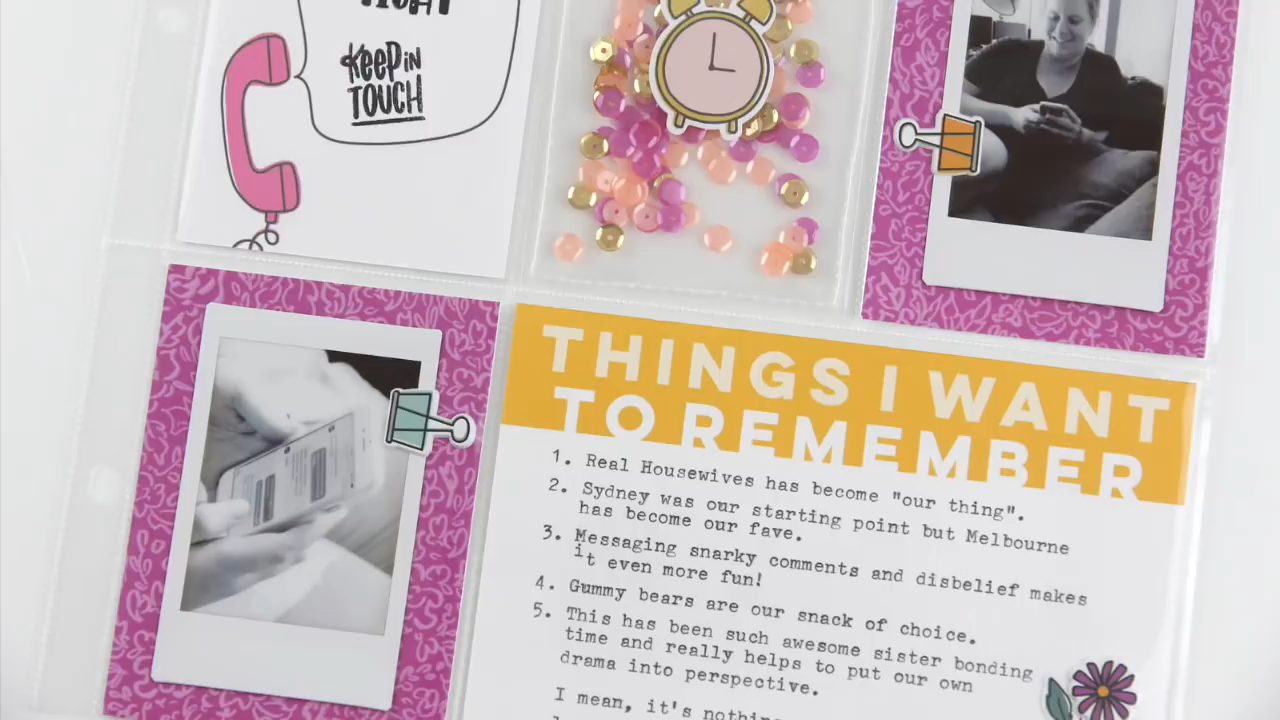 KEEP IN
TOUCH
THINGS I WANT
TO REMEMBER
1. Real Housewives has become "our thing".
2. Sydney was our starting point but Melbourne
has become our fave.
3. Messaging snarky comments and disbelief makes
it even more fun!
4. Gummy bears are our snack of choice.
5. This has been such awesome sister bonding
time and really helps to put our own
drama into perspective.
I mean, it's nothing